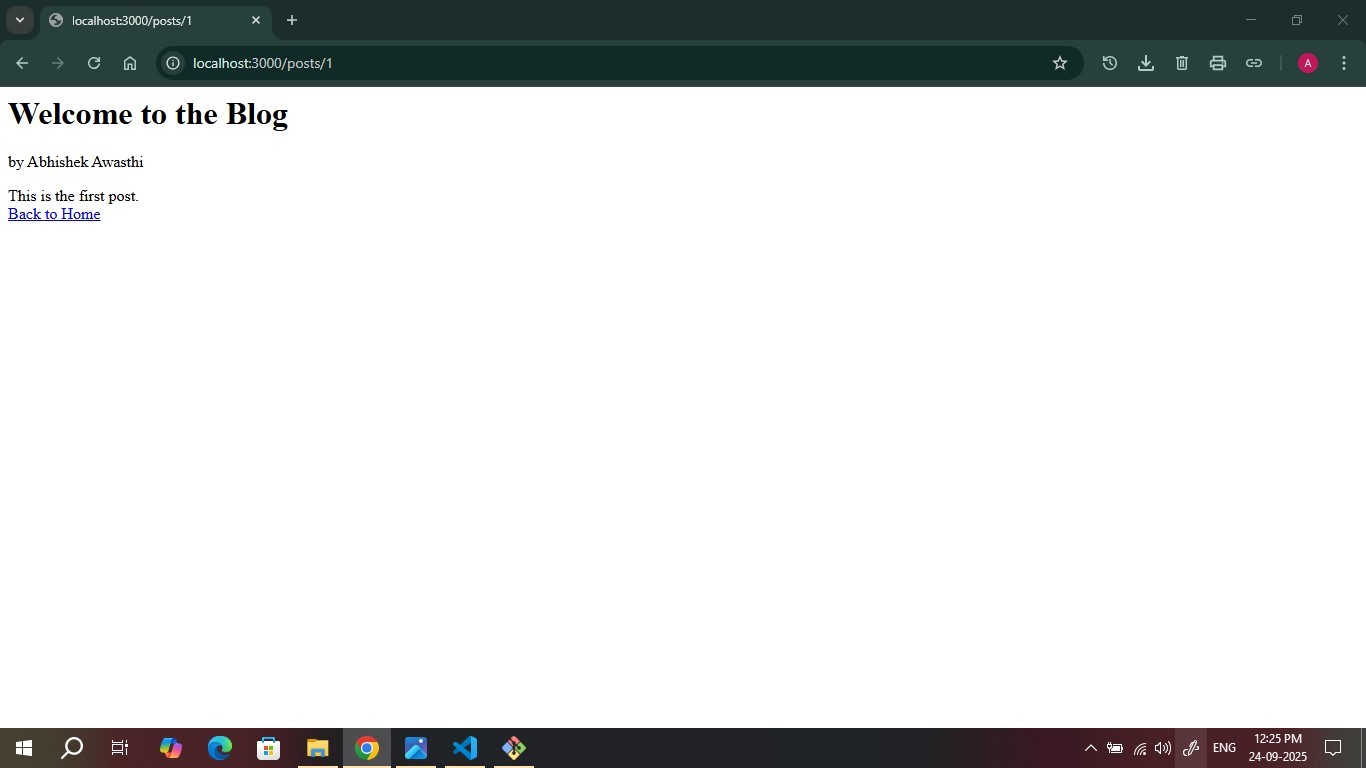 localhost:3000/posts/1
localhost:3000/posts/1
A
Welcome to the Blog
by Abhishek Awasthi
This is the first post.
Back to Home
ENG
12:25 PM
24-09-2025